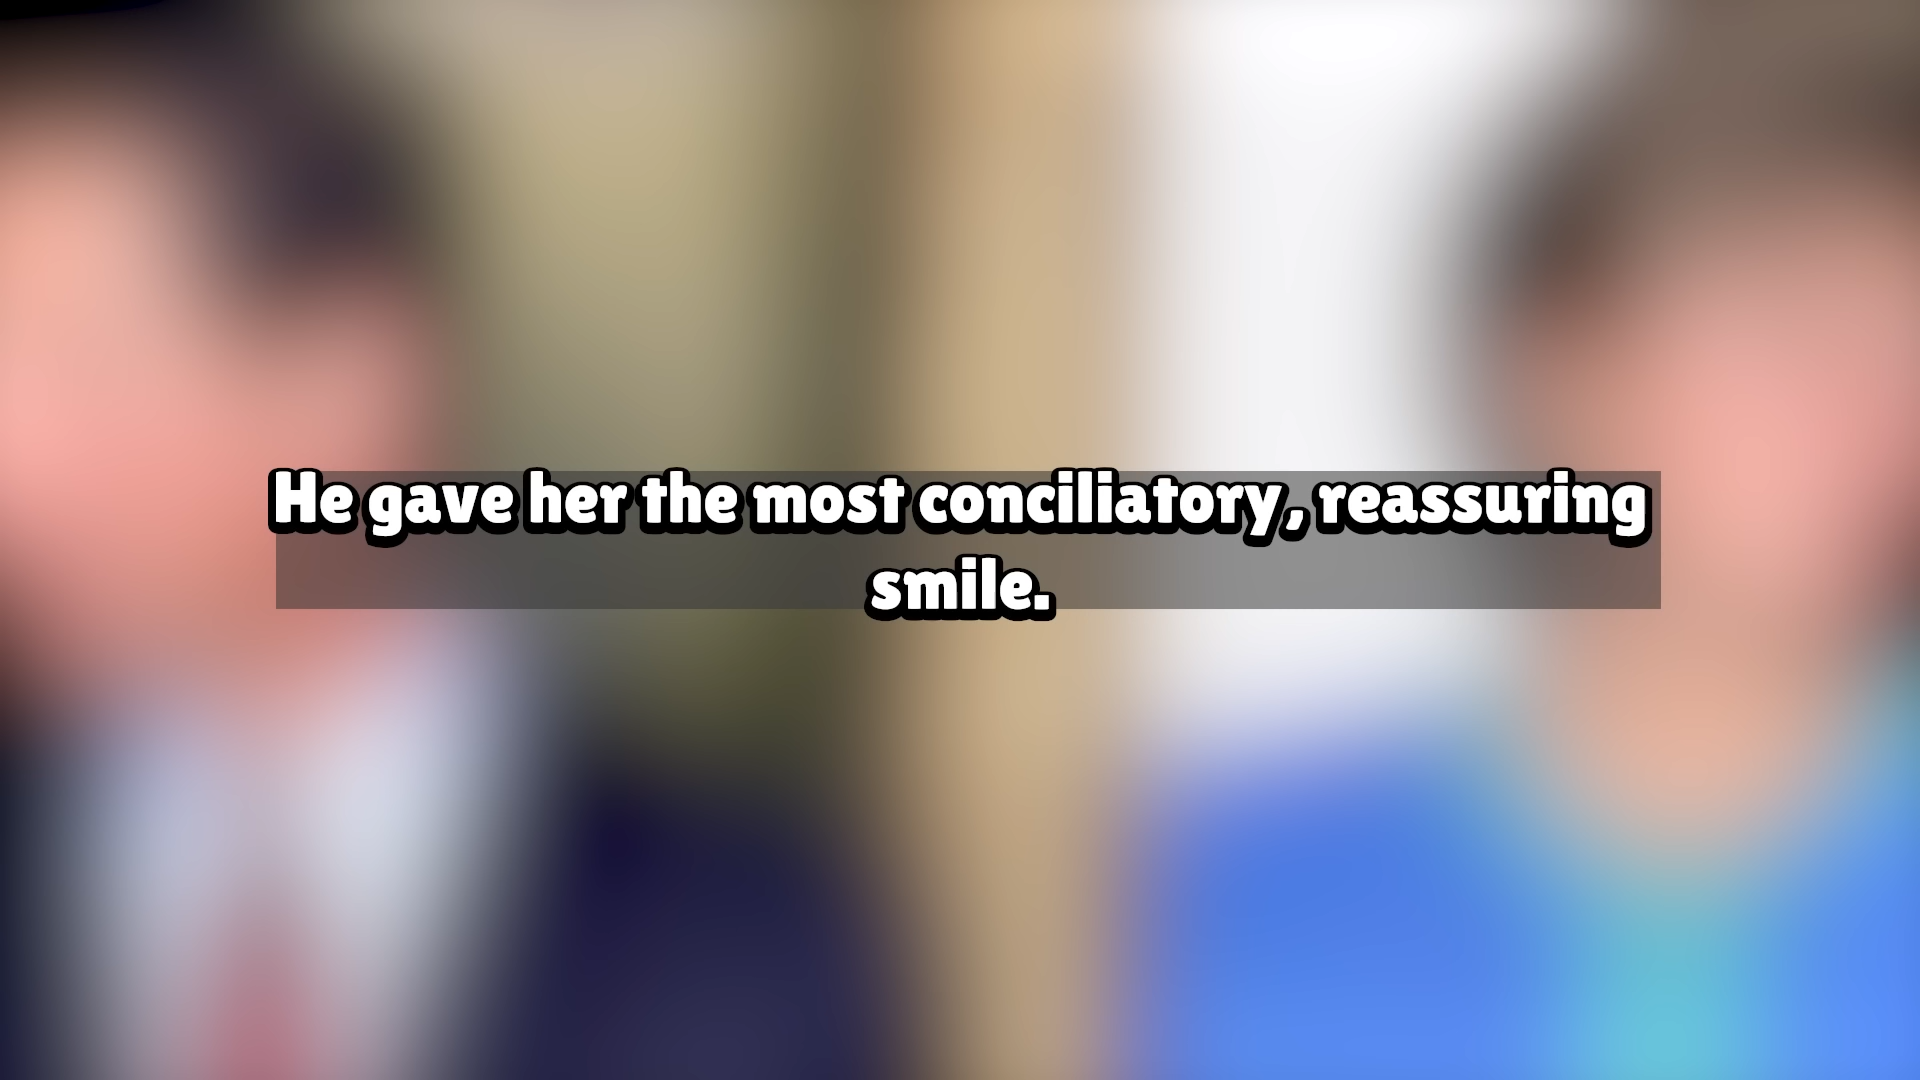 He gave her the most conciliatory, reassuring
smile.